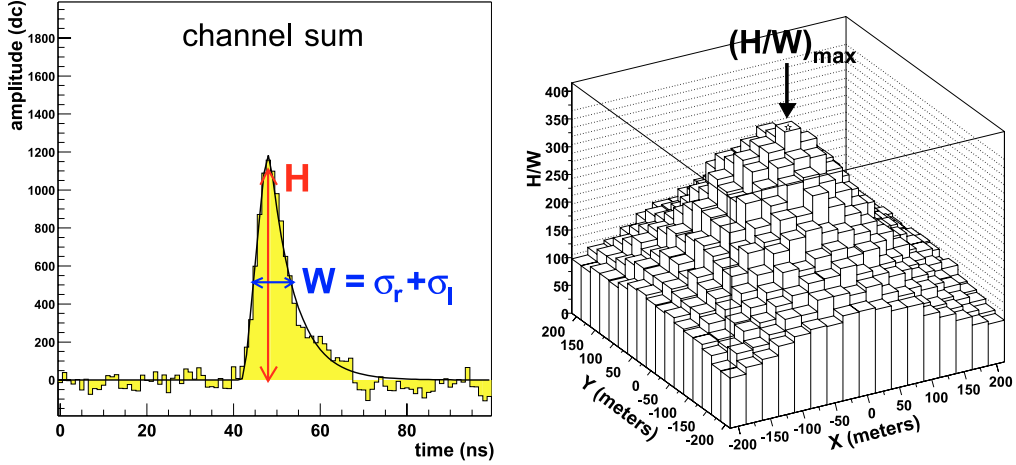 channel sum
amplitude (dc)
1800
1600
1400
1200
1000
800
600
400
200
0
H
W = σr+σl
0 20 40 60 80
time (ns)
(H/W)max
H/W
400
350
300
250
200
150
100
50
0
200
150
100
50
0
-50
-100
-150
-200
Y (meters)
-200 -150 -100 -50 0 50 100 150 200
X (meters)